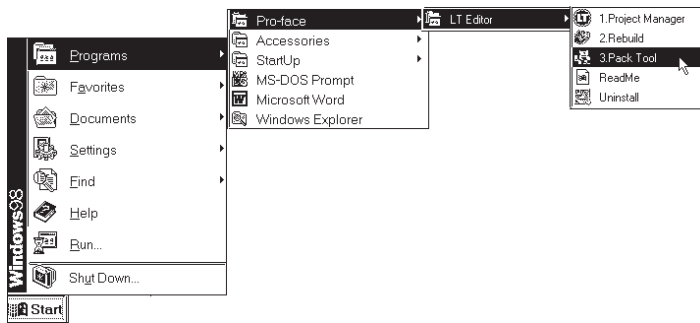 Windows98
Programs
Favorites
Documents
Settings
Find
Help
Run...
Shut Down...
Start
Pro-face
Accessories
StartUp
MS-DOS Prompt
Microsoft Word
Windows Explorer
LT Editor
1.Project Manager
2.Rebuild
3.Pack Tool
ReadMe
Uninstall